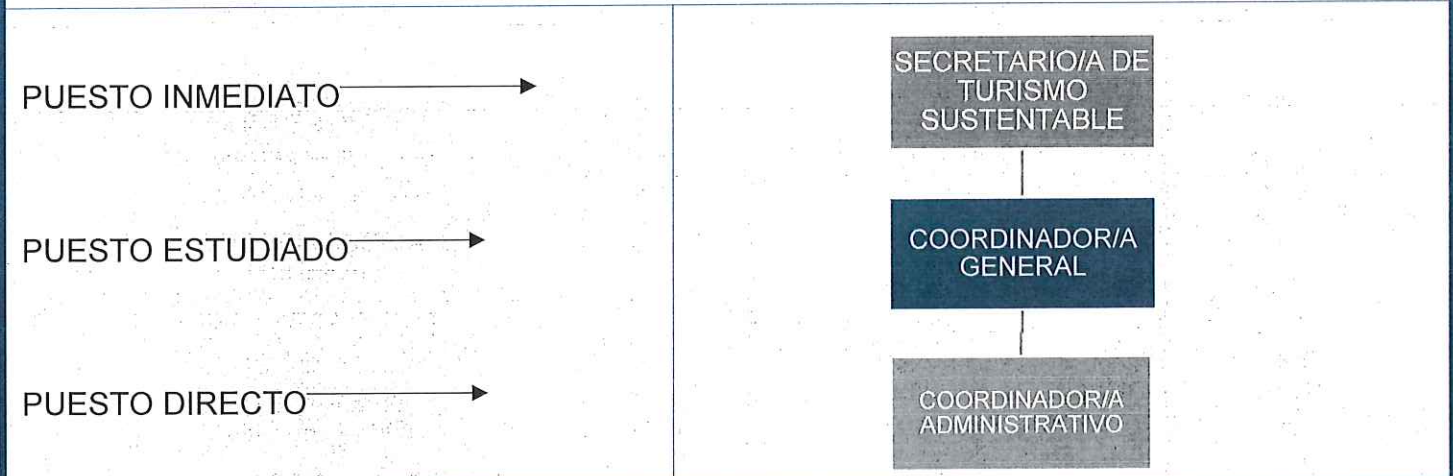 PUESTO INMEDIATO
SECRETARIO/A DE
TURISMO
SUSTENTABLE
PUESTO ESTUDIADO
COORDINADOR/A
GENERAL
PUESTO DIRECTO
COORDINADOR/A
ADMINISTRATIVO